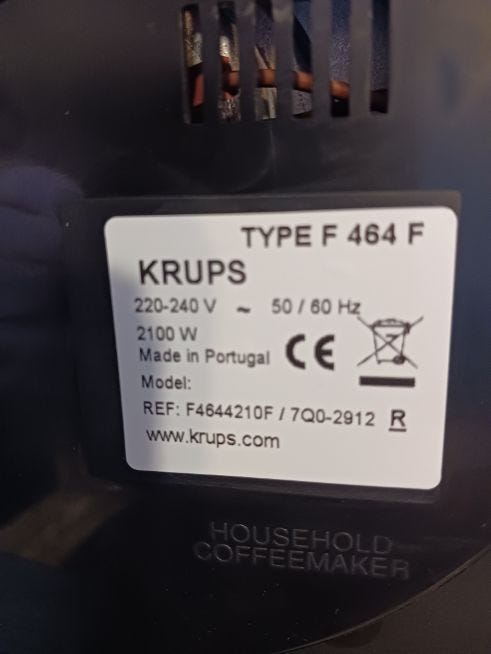 TYPE F 464 F
KRUPS
220-240 V ~ 50 / 60 Hz
2100 W
Made in Portugal CE
Model:
REF: F4644210F / 7Q0-2912 R
www.krups.com
HOUSEHOLD
COFFEEMAKER